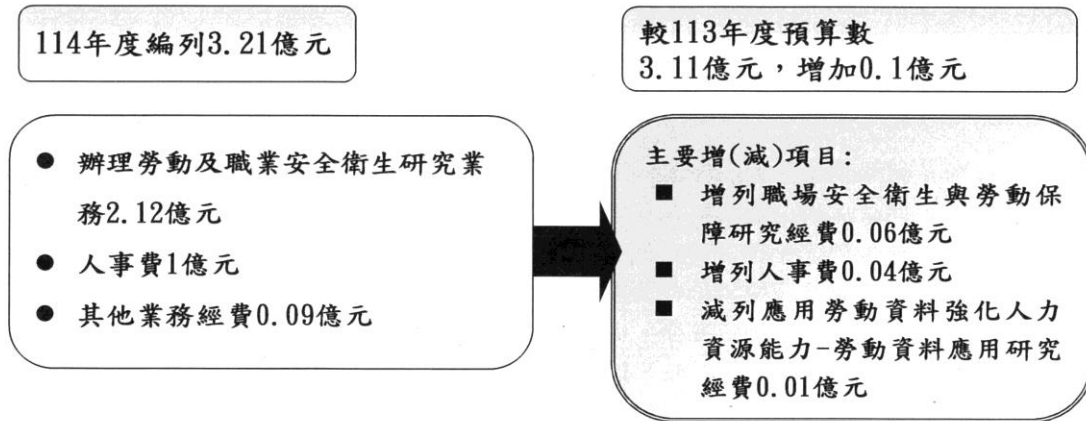 114年度編列3.21億元
較113年度預算數
3.11億元，增加0.1億元
● 辦理勞動及職業安全衛生研究業
務2.12億元
● 人事費1億元
● 其他業務經費0.09億元
主要增(減)項目:
■ 增列職場安全衛生與勞動保
障研究經費0.06億元
■ 增列人事費0.04億元
■ 減列應用勞動資料強化人力
資源能力-勞動資料應用研究
經費0.01億元